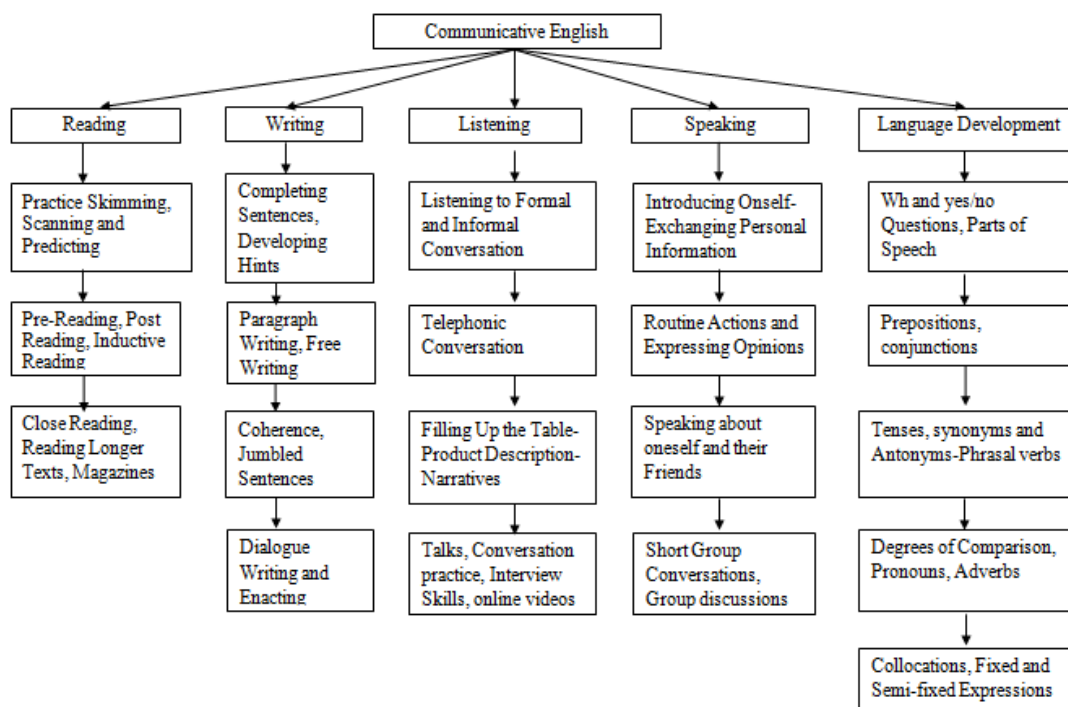 Communicative English
Reading
Writing
Listening
Speaking
Language Development
Practice Skimming,
Scanning and
Predicting
Pre-Reading, Post
Reading, Inductive
Reading
Close Reading,
Reading Longer
Texts, Magazines
Completing
Sentences,
Developing
Hints
Paragraph
Writing, Free
Writing
Coherence,
Jumbled
Sentences
Dialogue
Writing and
Enacting
Listening to Formal
and Informal
Conversation
Telephonic
Conversation
Filling Up the Table-
Product Description-
Narratives
Talks, Conversation
practice, Interview
Skills, online videos
Introducing Onself-
Exchanging Personal
Information
Routine Actions and
Expressing Opinions
Speaking about
oneself and their
Friends
Short Group
Conversations,
Group discussions
Wh and yes/no
Questions, Parts of
Speech
Prepositions,
conjunctions
Tenses, synonyms and
Antonyms-Phrasal verbs
Degrees of Comparison,
Pronouns, Adverbs
Collocations, Fixed and
Semi-fixed Expressions